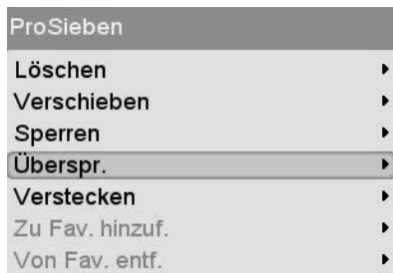 ProSieben
Löschen
Verschieben
Sperren
Überspr.
Verstecken
Zu Fav. hinzuf.
Von Fav. entf.